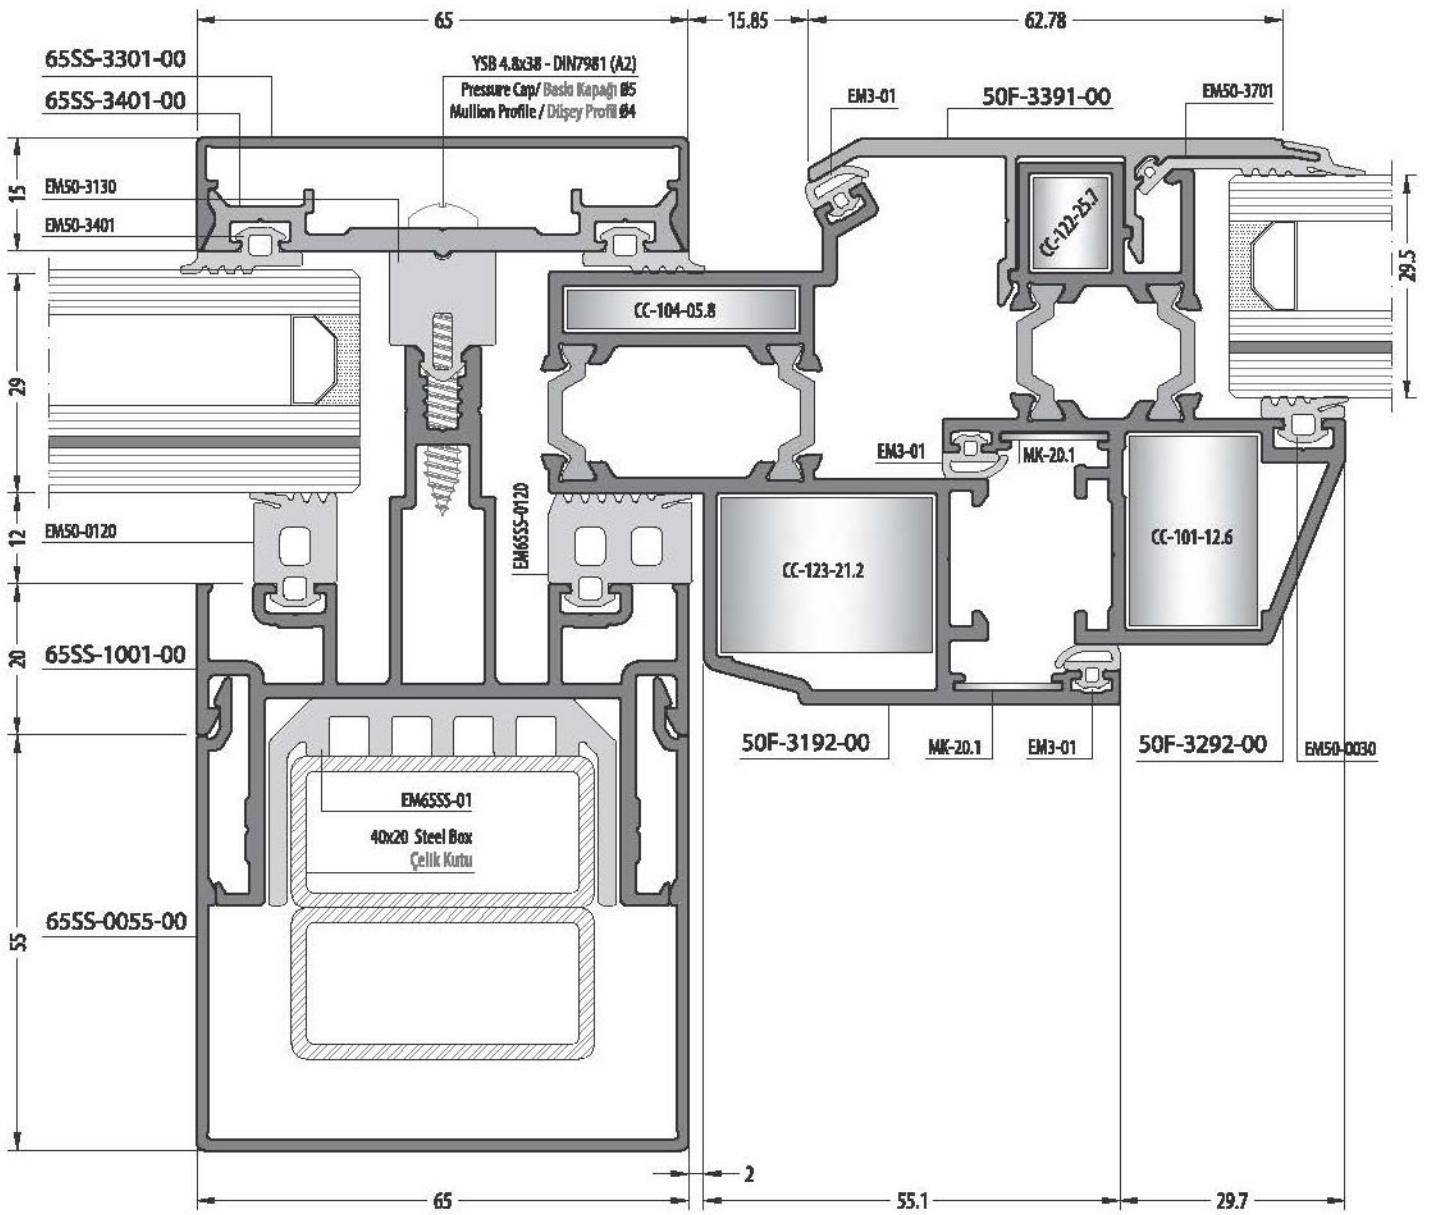 65
15.85
62.78
65SS-3301-00
65SS-3401-00
YSB 4.8x38 - DIN7981 (A2)
Pressure Cap/ Baskı Kapağı Ø5
Mullion Profile / Düşey Profil Ø4
EM3-01
50F-3391-00
EM50-3701
15
EM50-3130
EM50-3401
CC-122-25.7
29.5
CC-104-05.8
29
EM3-01
MK-20.1
12
EM50-0120
EM65SS-0120
CC-123-21.2
CC-101-12.6
20
65SS-1001-00
50F-3192-00
MK-20.1
EM3-01
50F-3292-00
EM50-0030
EM65SS-01
40x20 Steel Box
Çelik Kutu
65SS-0055-00
55
2
65
55.1
29.7